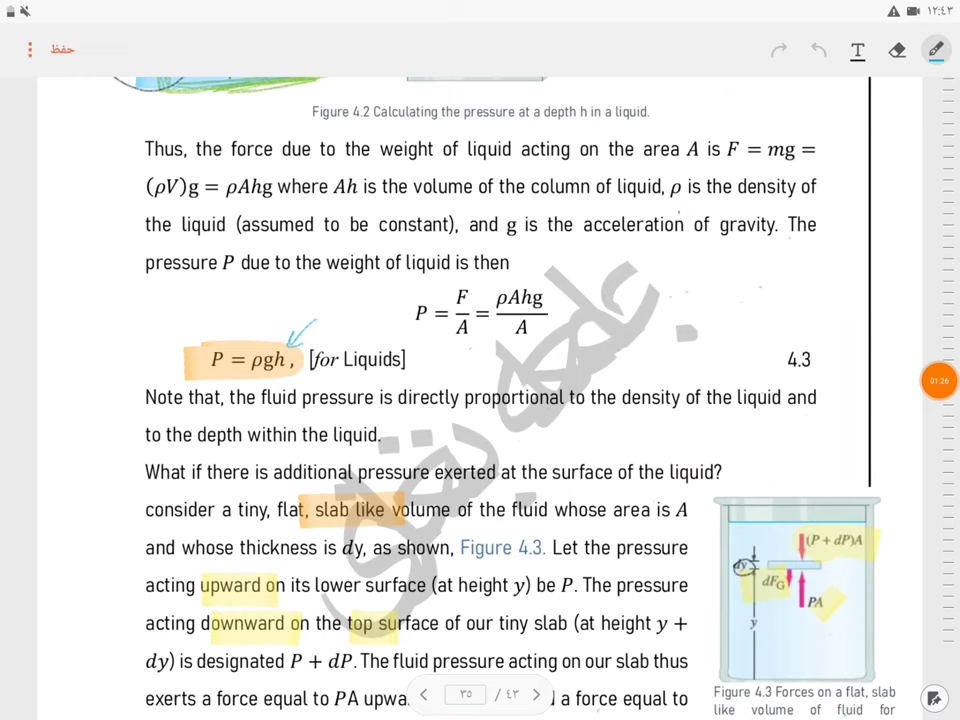 ١٢:٤٣
حفظ
T
Figure 4.2 Calculating the pressure at a depth h in a liquid.
Thus, the force due to the weight of liquid acting on the area A is F = mg =
(ρV)g = ρAhg where Ah is the volume of the column of liquid, ρ is the density of
the liquid (assumed to be constant), and g is the acceleration of gravity. The
pressure P due to the weight of liquid is then
P = F/A = ρAhg/A
P = ρgh, [for Liquids] 4.3
01:26
Note that, the fluid pressure is directly proportional to the density of the liquid and
to the depth within the liquid.
What if there is additional pressure exerted at the surface of the liquid?
consider a tiny, flat, slab like volume of the fluid whose area is A
and whose thickness is dy, as shown, Figure 4.3. Let the pressure
acting upward on its lower surface (at height y) be P. The pressure
acting downward on the top surface of our tiny slab (at height y +
dy) is designated P + dP. The fluid pressure acting on our slab thus
exerts a force equal to PA upwa
d a force equal to
(P + dP)A
dy
dFG
PA
y
Figure 4.3 Forces on a flat, slab
like volume of fluid for
٣٥ / ٤٣